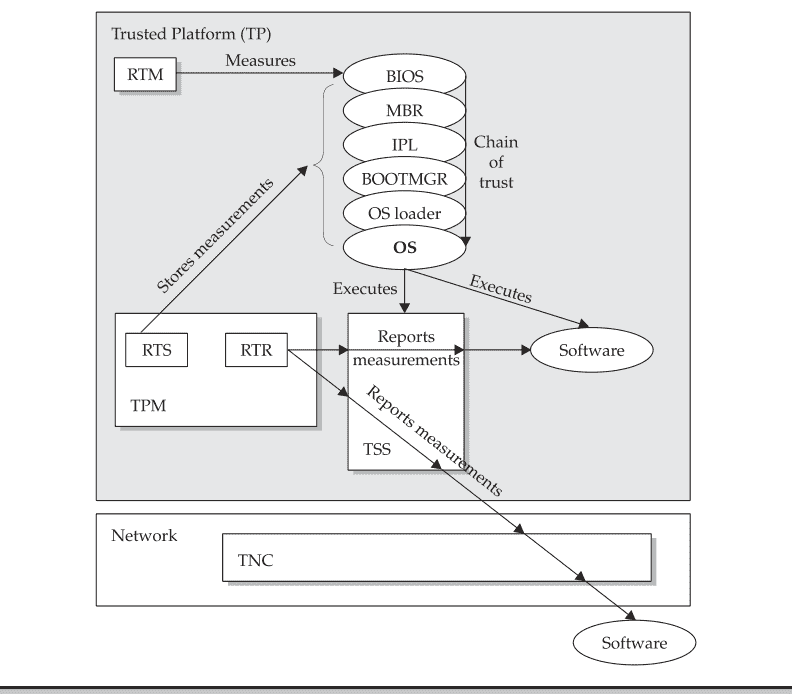 Trusted Platform (TP)
RTM
Measures
BIOS
MBR
IPL
BOOTMGR
OS loader
OS
Chain
of
trust
Stores measurements
Executes
Executes
RTS
RTR
TPM
Reports
measurements
Software
Reports measurements
TSS
Network
TNC
Software